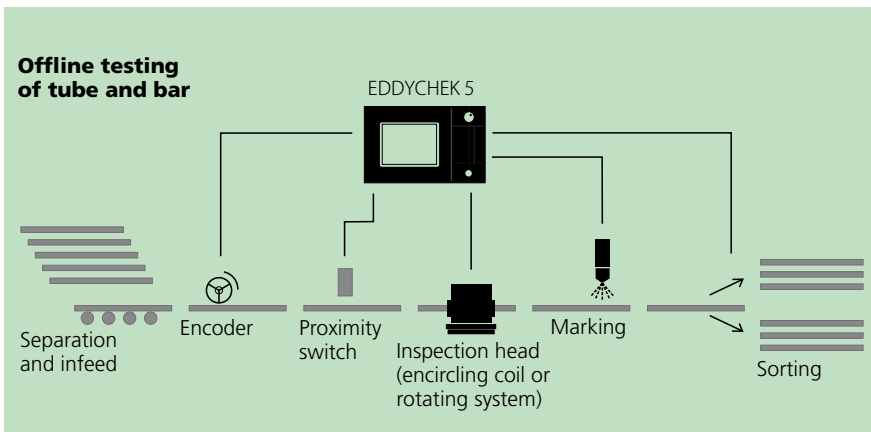 Offline testing
of tube and bar
EDDYCHEK 5
Separation
and infeed
Encoder
Proximity
switch
Inspection head
(encircling coil or
rotating system)
Marking
Sorting